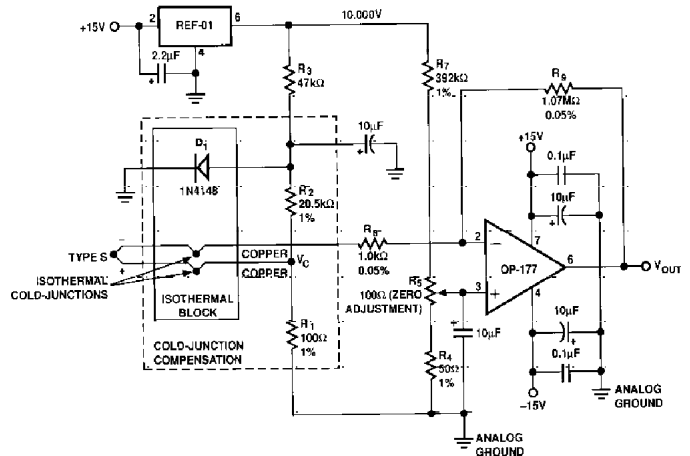 +15V
2
REF-01
6
4
10.000V
2.2µF
+
R3
47kΩ
R7
392kΩ
1%
R9
1.07MΩ
0.05%
10µF
+
D1
1N4148
R2
20.5kΩ
1%
+15V
0.1µF
10µF
+
TYPE S
–
+
COPPER
COPPER
VC
R8
1.0kΩ
0.05%
2
–
7
OP-177
6
VOUT
3
+
4
ISOTHERMAL
COLD-JUNCTIONS
ISOTHERMAL
BLOCK
R5
100Ω (ZERO
ADJUSTMENT)
R1
100Ω
1%
COLD-JUNCTION
COMPENSATION
+
10µF
R4
50Ω
1%
10µF
+
0.1µF
–15V
ANALOG
GROUND
ANALOG
GROUND